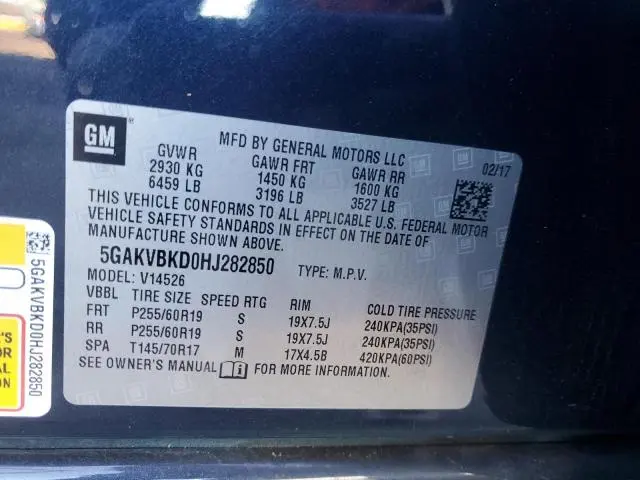 GM
MFD BY GENERAL MOTORS LLC
02/17
GVWR GAWR FRT GAWR RR
2930 KG 1450 KG 1600 KG
6459 LB 3196 LB 3527 LB
THIS VEHICLE CONFORMS TO ALL APPLICABLE U.S. FEDERAL MOTOR
VEHICLE SAFETY STANDARDS IN EFFECT ON THE DATE OF
MANUFACTURE SHOWN ABOVE.
5GAKVBKD0HJ282850 TYPE: M.P.V.
MODEL: V14526
VBBL TIRE SIZE SPEED RTG RIM COLD TIRE PRESSURE
FRT P255/60R19 S 19X7.5J 240KPA(35PSI)
RR P255/60R19 S 19X7.5J 240KPA(35PSI)
SPA T145/70R17 M 17X4.5B 420KPA(60PSI)
SEE OWNER'S MANUAL i FOR MORE INFORMATION.
5GAKVBKD0HJ282850